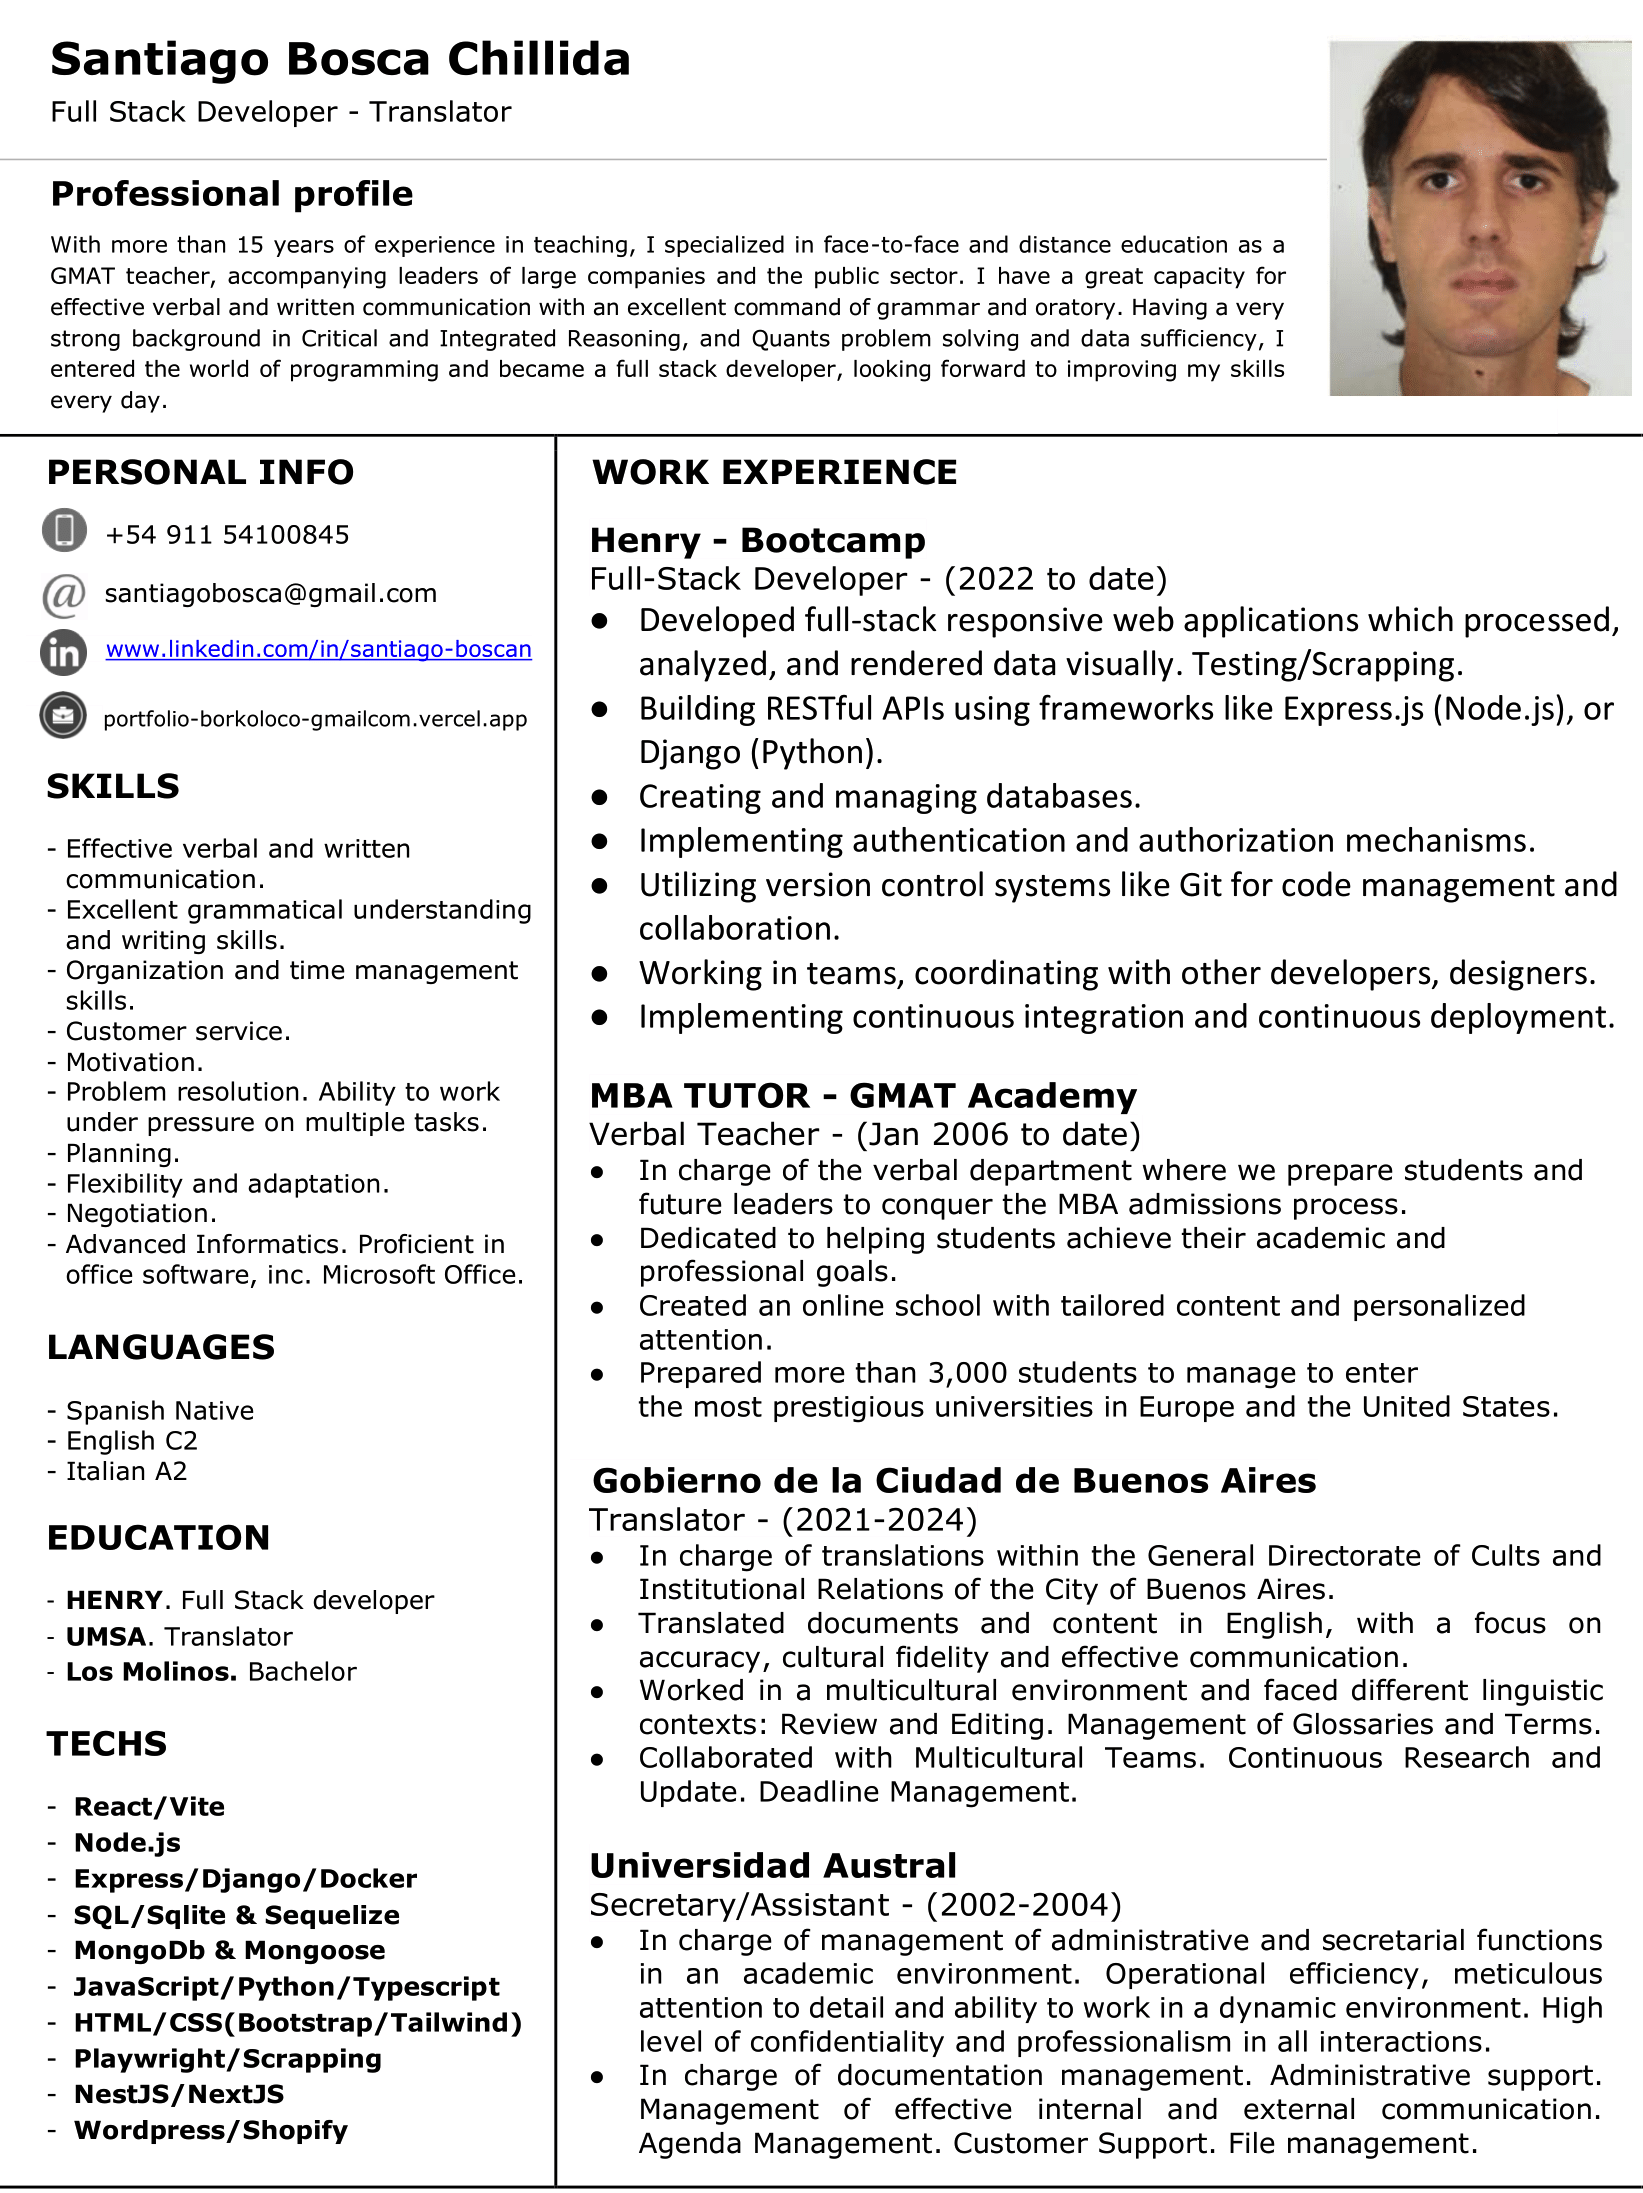 Santiago Bosca Chillida
Full Stack Developer - Translator
Professional profile
With more than 15 years of experience in teaching, I specialized in face-to-face and distance education as a
GMAT teacher, accompanying leaders of large companies and the public sector. I have a great capacity for
effective verbal and written communication with an excellent command of grammar and oratory. Having a very
strong background in Critical and Integrated Reasoning, and Quants problem solving and data sufficiency, I
entered the world of programming and became a full stack developer, looking forward to improving my skills
every day.
PERSONAL INFO
+54 911 54100845
@ santiagobosca@gmail.com
in www.linkedin.com/in/santiago-boscan
portfolio-borkoloco-gmailcom.vercel.app
SKILLS
- Effective verbal and written
communication.
- Excellent grammatical understanding
and writing skills.
- Organization and time management
skills.
- Customer service.
- Motivation.
- Problem resolution. Ability to work
under pressure on multiple tasks.
- Planning.
- Flexibility and adaptation.
- Negotiation.
- Advanced Informatics. Proficient in
office software, inc. Microsoft Office.
LANGUAGES
- Spanish Native
- English C2
- Italian A2
EDUCATION
- HENRY. Full Stack developer
- UMSA. Translator
- Los Molinos. Bachelor
TECHS
- React/Vite
- Node.js
- Express/Django/Docker
- SQL/Sqlite & Sequelize
- MongoDb & Mongoose
- JavaScript/Python/Typescript
- HTML/CSS(Bootstrap/Tailwind)
- Playwright/Scrapping
- NestJS/NextJS
- Wordpress/Shopify
WORK EXPERIENCE
Henry - Bootcamp
Full-Stack Developer - (2022 to date)
● Developed full-stack responsive web applications which processed,
analyzed, and rendered data visually. Testing/Scrapping.
● Building RESTful APIs using frameworks like Express.js (Node.js), or
Django (Python).
● Creating and managing databases.
● Implementing authentication and authorization mechanisms.
● Utilizing version control systems like Git for code management and
collaboration.
● Working in teams, coordinating with other developers, designers.
● Implementing continuous integration and continuous deployment.
MBA TUTOR - GMAT Academy
Verbal Teacher - (Jan 2006 to date)
● In charge of the verbal department where we prepare students and
future leaders to conquer the MBA admissions process.
● Dedicated to helping students achieve their academic and
professional goals.
● Created an online school with tailored content and personalized
attention.
● Prepared more than 3,000 students to manage to enter
the most prestigious universities in Europe and the United States.
Gobierno de la Ciudad de Buenos Aires
Translator - (2021-2024)
● In charge of translations within the General Directorate of Cults and
Institutional Relations of the City of Buenos Aires.
● Translated documents and content in English, with a focus on
accuracy, cultural fidelity and effective communication.
● Worked in a multicultural environment and faced different linguistic
contexts: Review and Editing. Management of Glossaries and Terms.
● Collaborated with Multicultural Teams. Continuous Research and
Update. Deadline Management.
Universidad Austral
Secretary/Assistant - (2002-2004)
● In charge of management of administrative and secretarial functions
in an academic environment. Operational efficiency, meticulous
attention to detail and ability to work in a dynamic environment. High
level of confidentiality and professionalism in all interactions.
● In charge of documentation management. Administrative support.
Management of effective internal and external communication.
Agenda Management. Customer Support. File management.